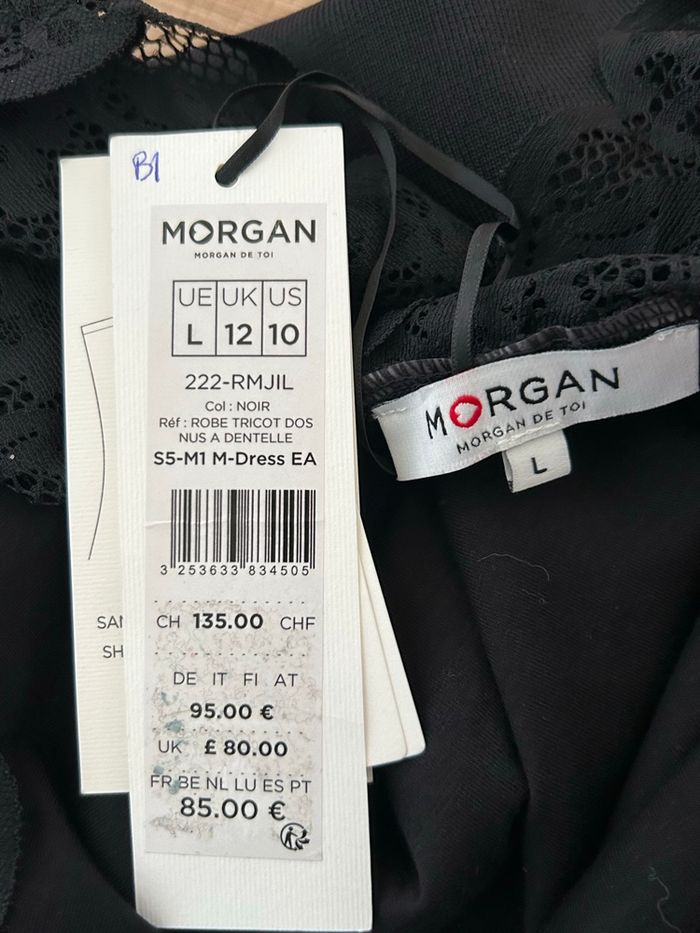 B1
MORGAN
MORGAN DE TOI
UE UK US
L 12 10
222-RMJIL
Col : NOIR
Réf : ROBE TRICOT DOS
NUS A DENTELLE
S5-M1 M-Dress EA
3 253633 834505
CH 135.00 CHF
DE IT FI AT
95.00 €
UK £ 80.00
FR BE NL LU ES PT
85.00 €
SAN
SH
MORGAN
MORGAN DE TOI
L